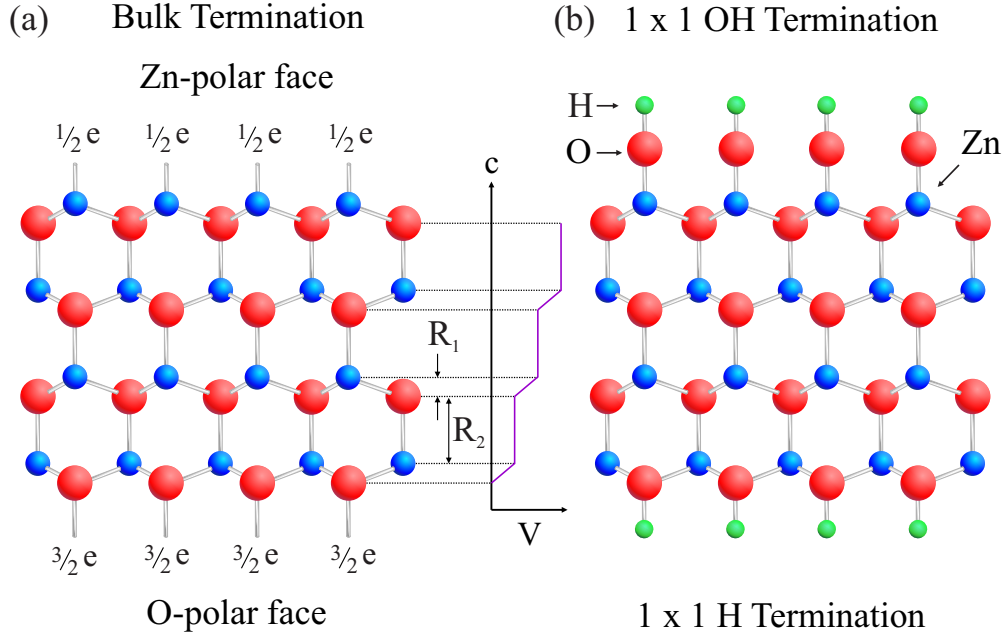 (a) Bulk Termination
Zn-polar face
½ e ½ e ½ e ½ e
c
R₁
R₂
V
³⁄₂ e ³⁄₂ e ³⁄₂ e ³⁄₂ e
O-polar face
(b) 1 x 1 OH Termination
H
O
Zn
1 x 1 H Termination